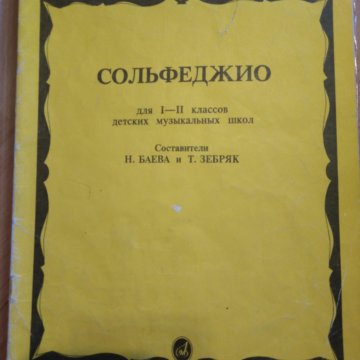 СОЛЬФЕДЖИО
для I—II классов
детских музыкальных школ
Составители
Н. БАЕВА и Т. ЗЕБРЯК